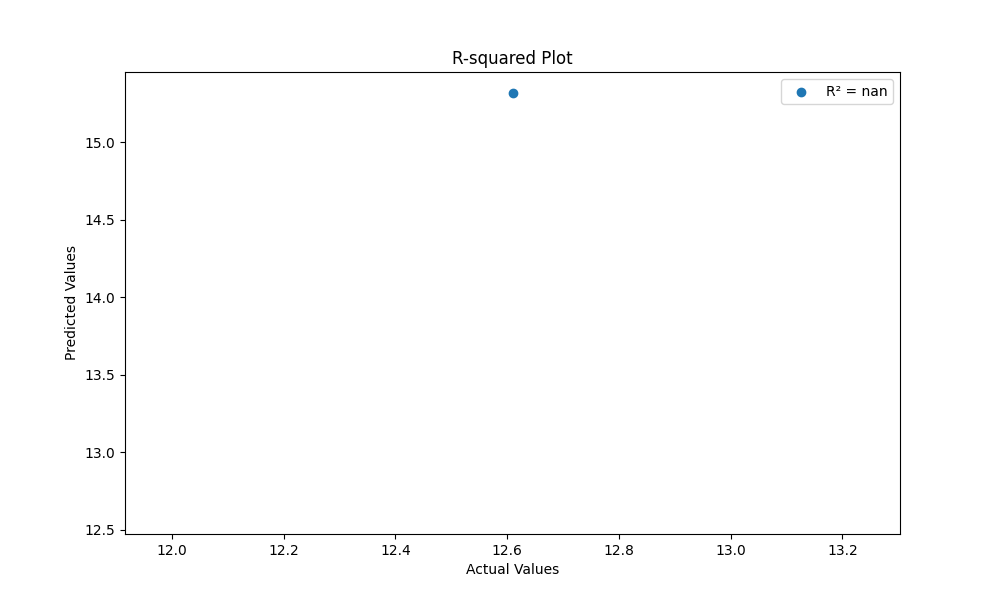 R-squared Plot
R² = nan
Predicted Values
15.0
14.5
14.0
13.5
13.0
12.5
12.0 12.2 12.4 12.6 12.8 13.0 13.2
Actual Values